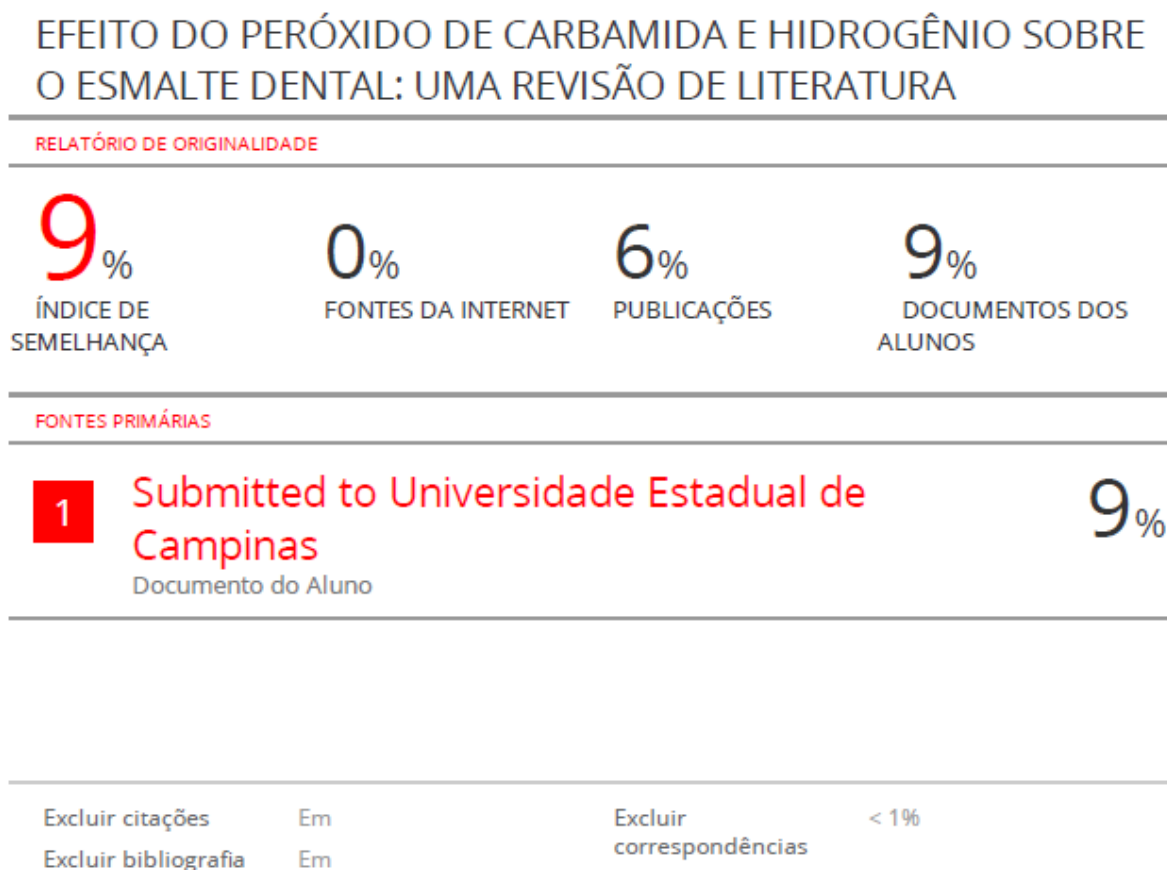 EFEITO DO PERÓXIDO DE CARBAMIDA E HIDROGÊNIO SOBRE
O ESMALTE DENTAL: UMA REVISÃO DE LITERATURA
RELATÓRIO DE ORIGINALIDADE
9%
ÍNDICE DE
SEMELHANÇA
0%
FONTES DA INTERNET
6%
PUBLICAÇÕES
9%
DOCUMENTOS DOS
ALUNOS
FONTES PRIMÁRIAS
1
Submitted to Universidade Estadual de
Campinas
Documento do Aluno
9%
Excluir citações Em
Excluir bibliografia Em
Excluir
correspondências
< 1%